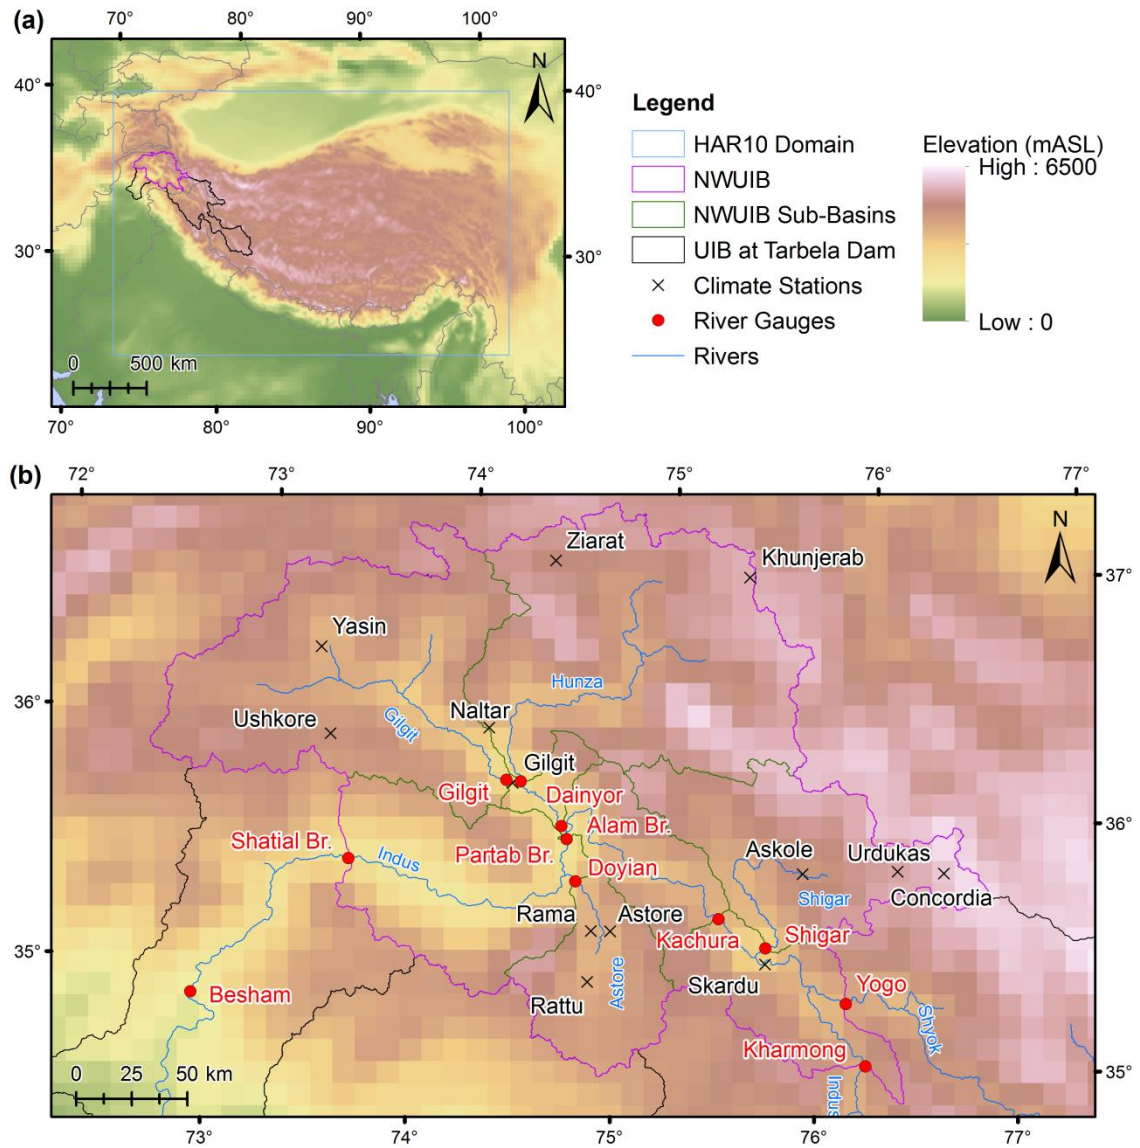 (a)
70° 80° 90° 100°
40° 40°
N
30° 30°
0 500 km
70° 80° 90° 100°
Legend
HAR10 Domain
NWUIB
NWUIB Sub-Basins
UIB at Tarbela Dam
Climate Stations
River Gauges
Rivers
Elevation (mASL)
High : 6500
Low : 0
(b)
72° 73° 74° 75° 76° 77°
N
Ziarat
Khunjerab
37°
Yasin
Hunza
36°
Ushkore
Gilgit
Naltar
Gilgit
Gilgit
Dainyor
Alam Br.
36°
Shatial Br.
Partab Br.
Indus
Doyian
Askole
Urdukas
Shigar
Concordia
Rama
Astore
Kachura
Shigar
35°
Skardu
Yogo
Besham
Rattu
Astore
Shyok
Kharmong
35°
Indus
0 25 50 km
73° 74° 75° 76° 77°